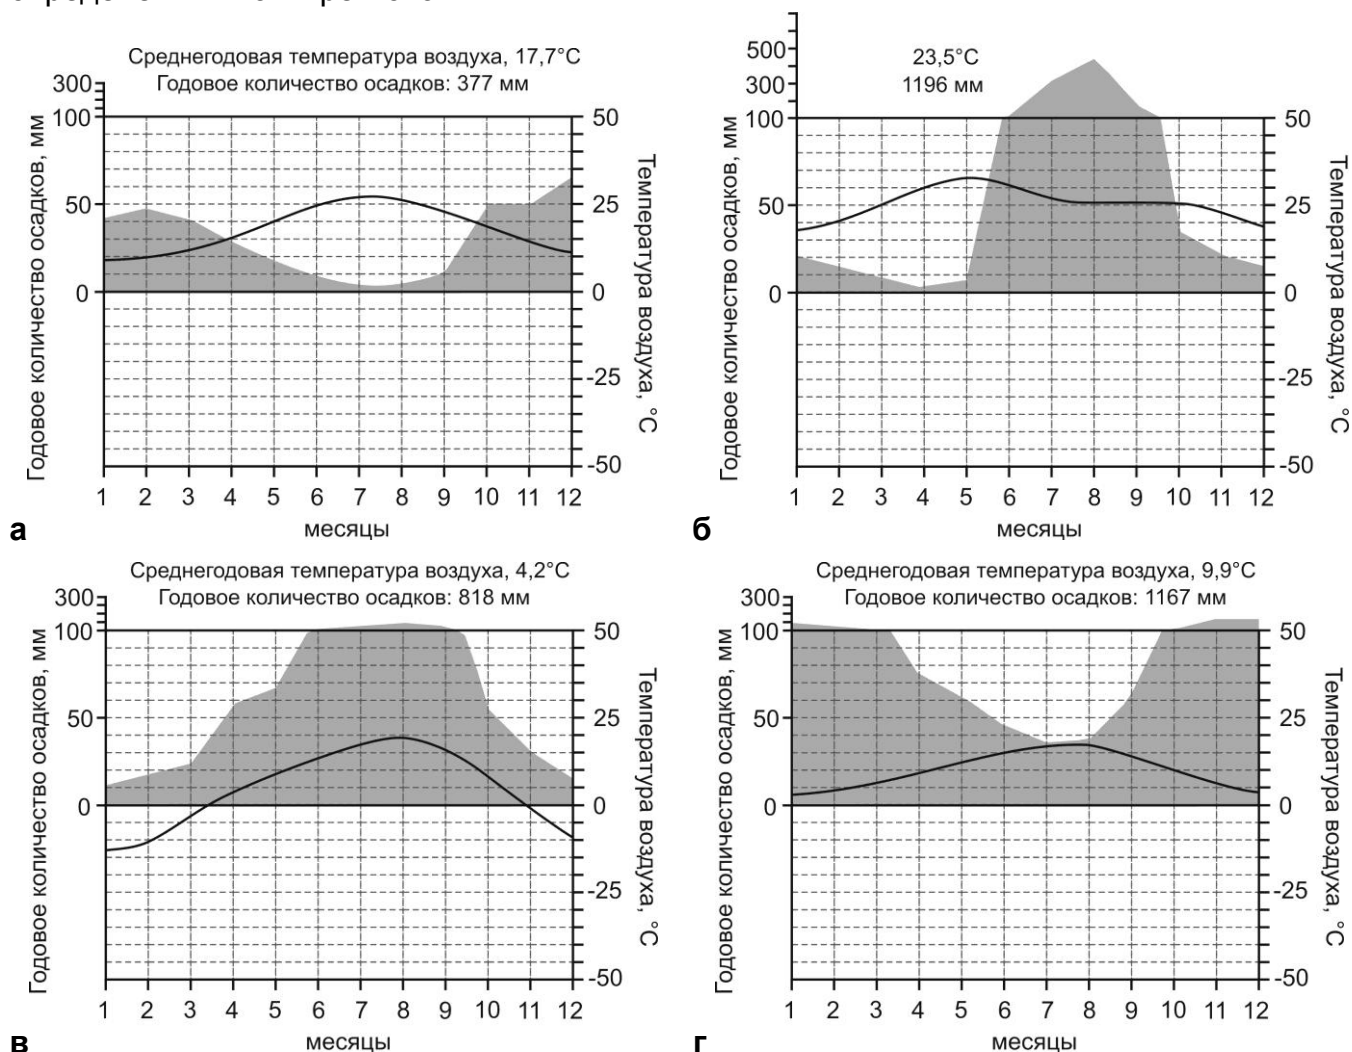 Среднегодовая температура воздуха, 17,7°C
Годовое количество осадков: 377 мм
300
100
50
0
50
25
0
-25
-50
Годовое количество осадков, мм
Температура воздуха, °C
1 2 3 4 5 6 7 8 9 10 11 12
месяцы
а
23,5°C
1196 мм
500
300
100
50
0
50
25
0
-25
-50
Годовое количество осадков, мм
Температура воздуха, °C
1 2 3 4 5 6 7 8 9 10 11 12
месяцы
б
Среднегодовая температура воздуха, 4,2°C
Годовое количество осадков: 818 мм
300
100
50
0
50
25
0
-25
-50
Годовое количество осадков, мм
Температура воздуха, °C
1 2 3 4 5 6 7 8 9 10 11 12
месяцы
в
Среднегодовая температура воздуха, 9,9°C
Годовое количество осадков: 1167 мм
300
100
50
0
50
25
0
-25
-50
Годовое количество осадков, мм
Температура воздуха, °C
1 2 3 4 5 6 7 8 9 10 11 12
месяцы
г